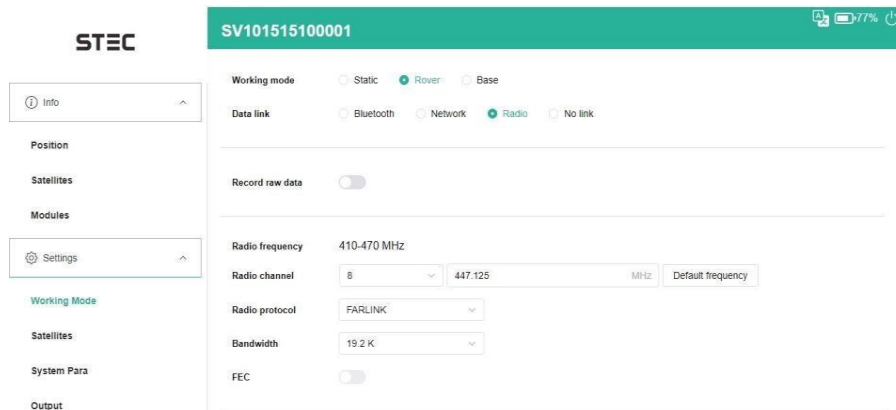 STEC
SV101515100001
77%
Info
Position
Satellites
Modules
Settings
Working Mode
Satellites
System Para
Output
Working mode Static Rover Base
Data link Bluetooth Network Radio No link
Record raw data
Radio frequency 410-470 MHz
Radio channel 8 447.125 MHz Default frequency
Radio protocol FARLINK
Bandwidth 19.2 K
FEC